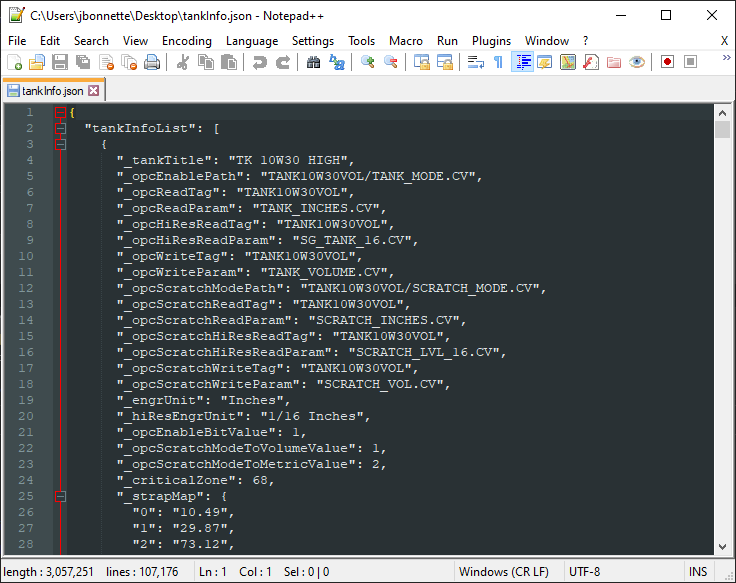 C:\Users\jbonnette\Desktop\tankInfo.json - Notepad++
File Edit Search View Encoding Language Settings Tools Macro Run Plugins Window ? X
tankInfo.json
1 {
2 "tankInfoList": [
3 {
4 "_tankTitle": "TK 10W30 HIGH",
5 "_opcEnablePath": "TANK10W30VOL/TANK_MODE.CV",
6 "_opcReadTag": "TANK10W30VOL",
7 "_opcReadParam": "TANK_INCHES.CV",
8 "_opcHiResReadTag": "TANK10W30VOL",
9 "_opcHiResReadParam": "SG_TANK_16.CV",
10 "_opcWriteTag": "TANK10W30VOL",
11 "_opcWriteParam": "TANK_VOLUME.CV",
12 "_opcScratchModePath": "TANK10W30VOL/SCRATCH_MODE.CV",
13 "_opcScratchReadTag": "TANK10W30VOL",
14 "_opcScratchReadParam": "SCRATCH_INCHES.CV",
15 "_opcScratchHiResReadTag": "TANK10W30VOL",
16 "_opcScratchHiResReadParam": "SCRATCH_LVL_16.CV",
17 "_opcScratchWriteTag": "TANK10W30VOL",
18 "_opcScratchWriteParam": "SCRATCH_VOL.CV",
19 "_engrUnit": "Inches",
20 "_hiResEngrUnit": "1/16 Inches",
21 "_opcEnableBitValue": 1,
22 "_opcScratchModeToVolumeValue": 1,
23 "_opcScratchModeToMetricValue": 2,
24 "_criticalZone": 68,
25 "_strapMap": {
26 "0": "10.49",
27 "1": "29.87",
28 "2": "73.12",
length : 3,057,251 lines : 107,176 Ln : 1 Col : 1 Sel : 0 | 0 Windows (CR LF) UTF-8 INS